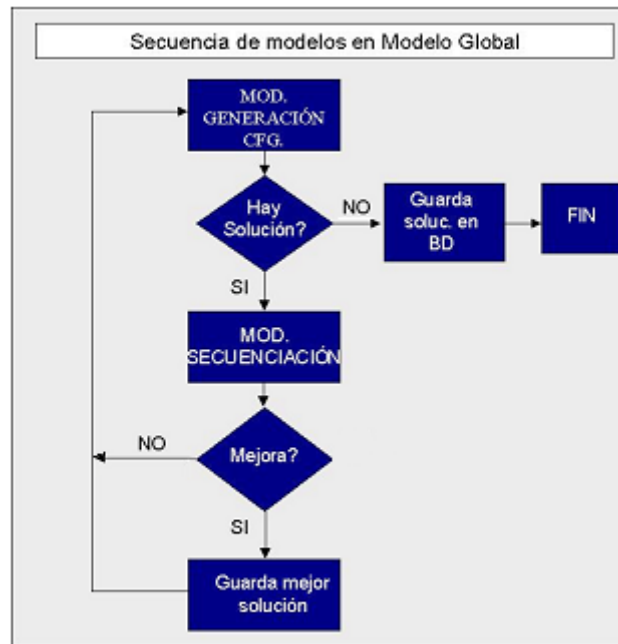 Secuencia de modelos en Modelo Global
MOD.
GENERACIÓN
CFG.
Hay
Solución?
NO
Guarda
soluc. en
BD
FIN
SI
MOD.
SECUENCIACIÓN
NO
Mejora?
SI
Guarda mejor
solución